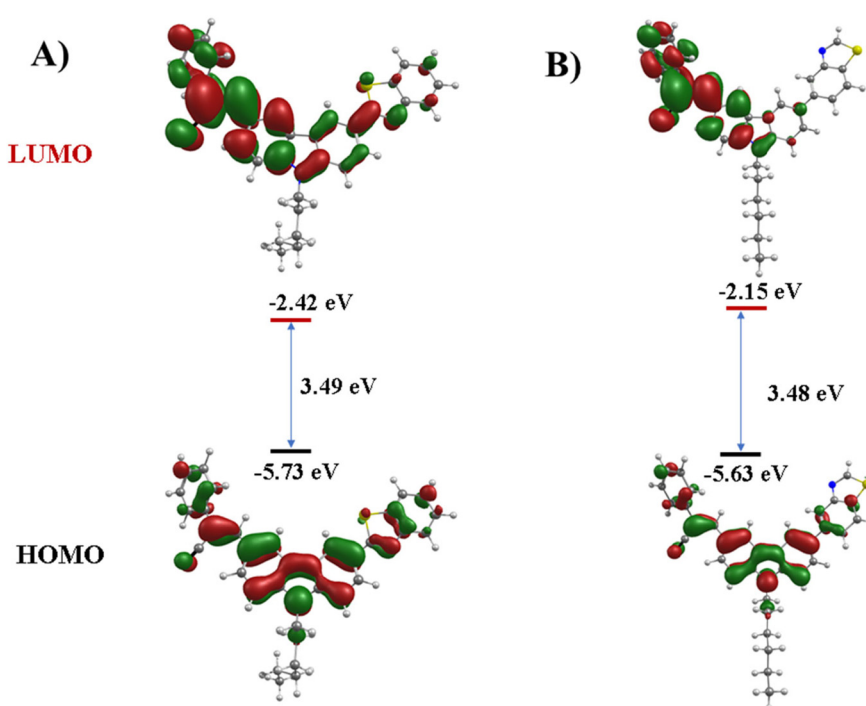 A)
B)
LUMO
-2.42 eV
-2.15 eV
3.49 eV
3.48 eV
-5.73 eV
-5.63 eV
HOMO